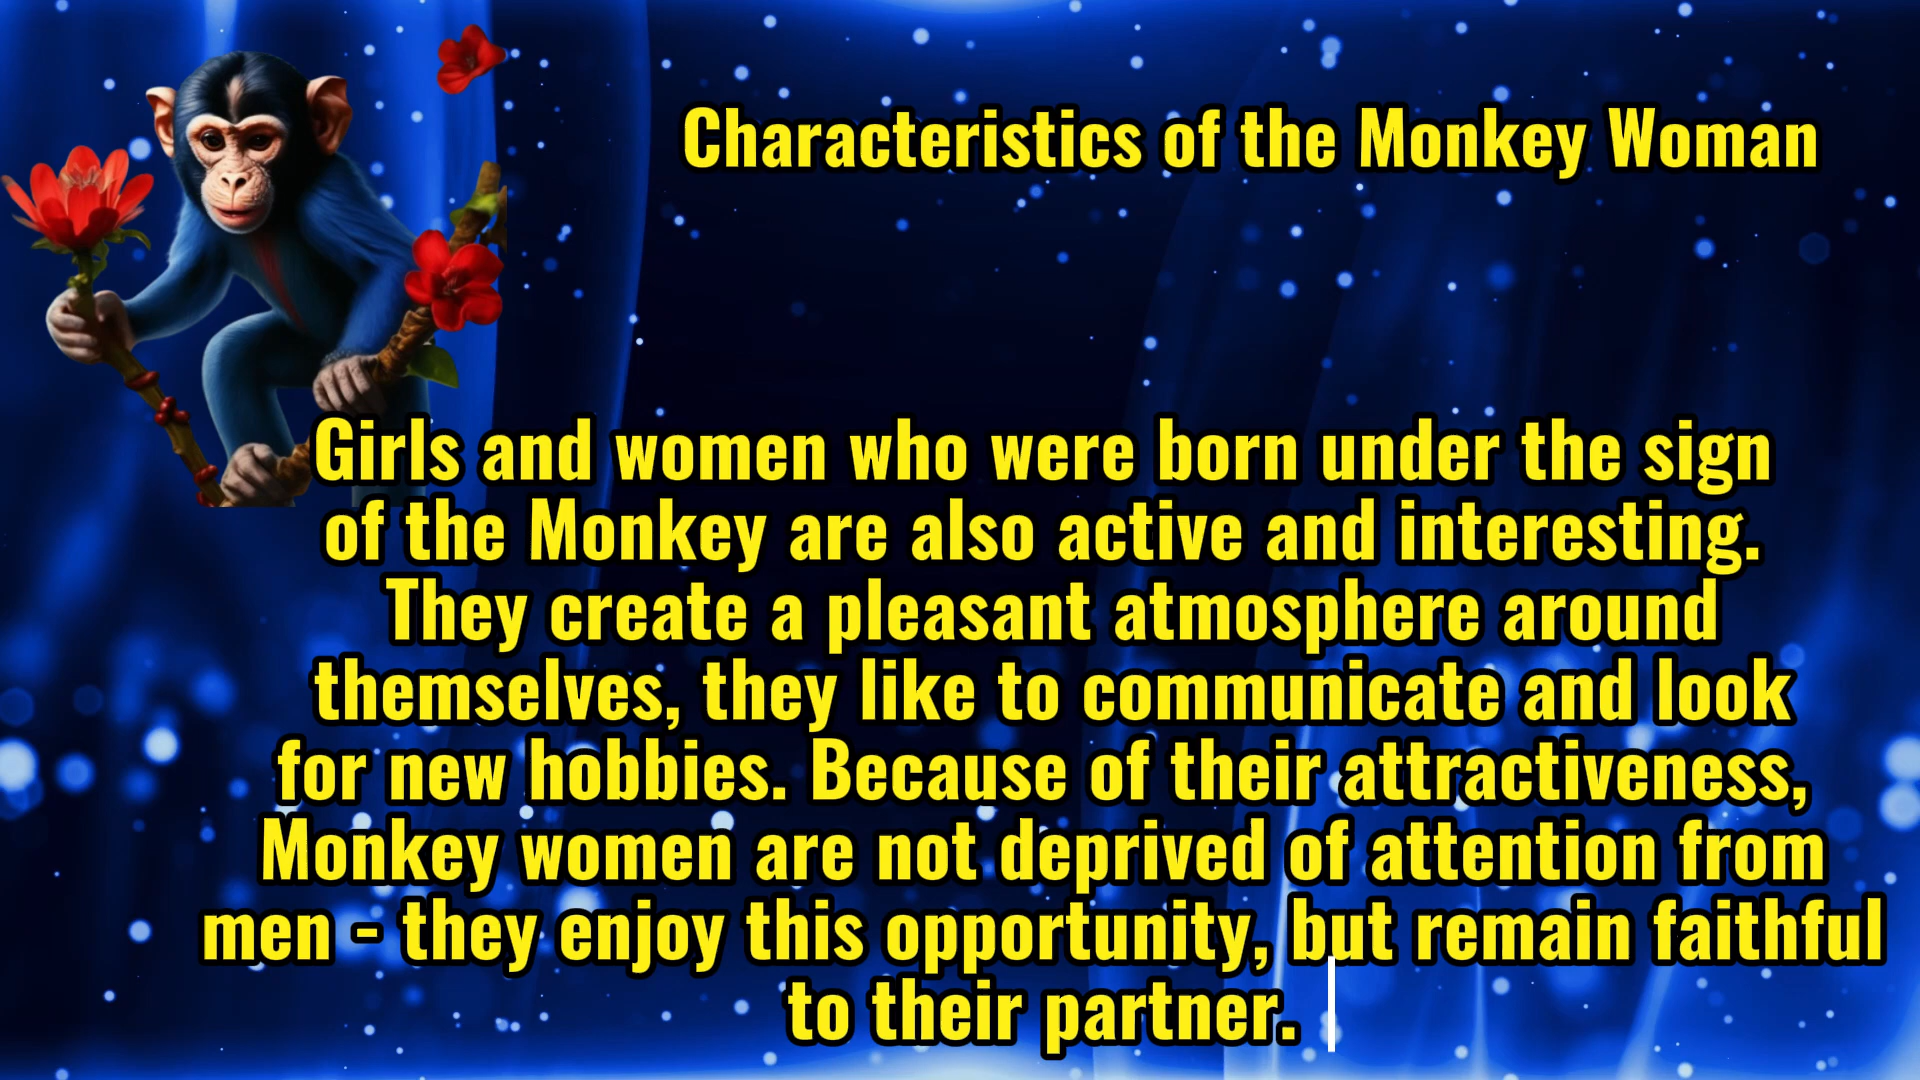 Characteristics of the Monkey Woman
Girls and women who were born under the sign
of the Monkey are also active and interesting.
They create a pleasant atmosphere around
themselves, they like to communicate and look
for new hobbies. Because of their attractiveness,
Monkey women are not deprived of attention from
men - they enjoy this opportunity, but remain faithful
to their partner.